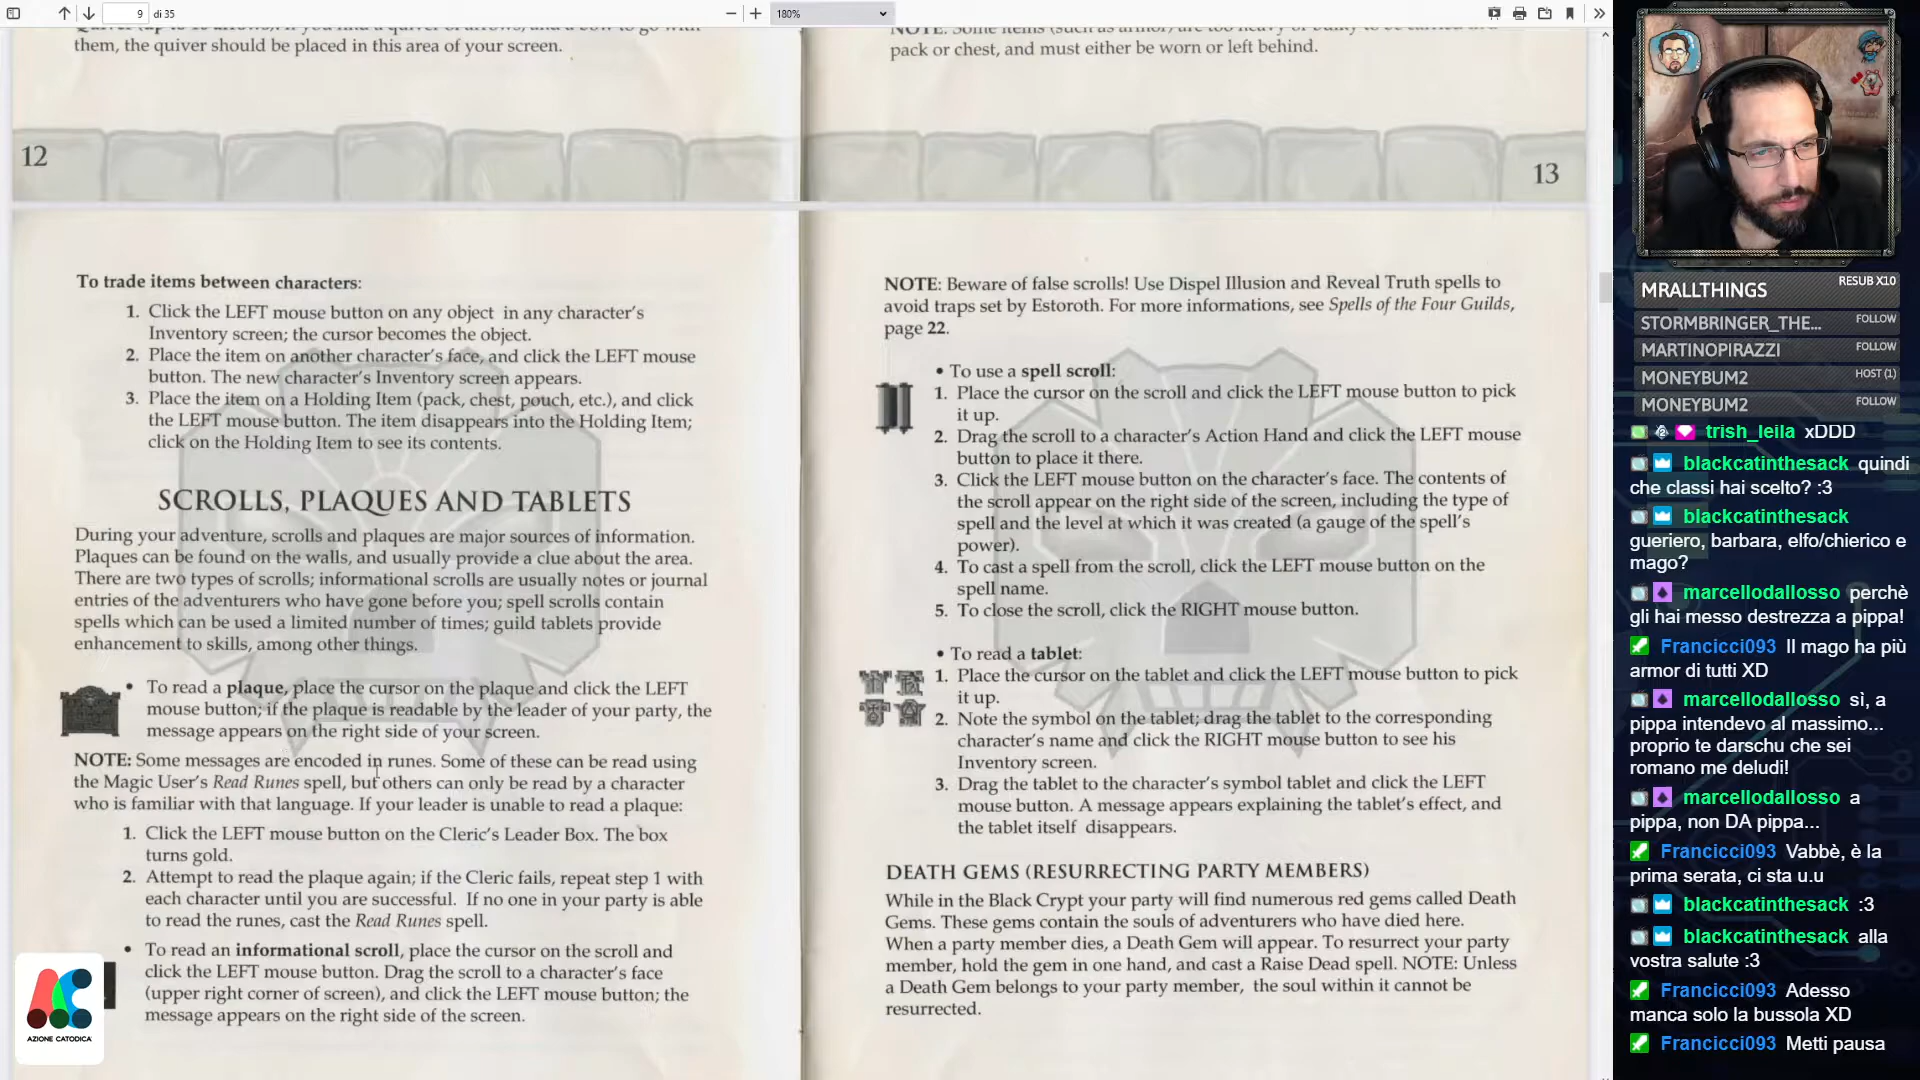 9
di 35
180%
them, the quiver should be placed in this area of your screen.
pack or chest, and must either be worn or left behind.
12
13
To trade items between characters:
1. Click the LEFT mouse button on any object in any character's
Inventory screen; the cursor becomes the object.
2. Place the item on another character's face, and click the LEFT mouse
button. The new character's Inventory screen appears.
3. Place the item on a Holding Item (pack, chest, pouch, etc.), and click
the LEFT mouse button. The item disappears into the Holding Item;
click on the Holding Item to see its contents.
SCROLLS, PLAQUES AND TABLETS
During your adventure, scrolls and plaques are major sources of information.
Plaques can be found on the walls, and usually provide a clue about the area.
There are two types of scrolls; informational scrolls are usually notes or journal
entries of the adventurers who have gone before you; spell scrolls contain
spells which can be used a limited number of times; guild tablets provide
enhancement to skills, among other things.
• To read a plaque, place the cursor on the plaque and click the LEFT
mouse button; if the plaque is readable by the leader of your party, the
message appears on the right side of your screen.
NOTE: Some messages are encoded in runes. Some of these can be read using
the Magic User's Read Runes spell, but others can only be read by a character
who is familiar with that language. If your leader is unable to read a plaque:
1. Click the LEFT mouse button on the Cleric's Leader Box. The box
turns gold.
2. Attempt to read the plaque again; if the Cleric fails, repeat step 1 with
each character until you are successful. If no one in your party is able
to read the runes, cast the Read Runes spell.
• To read an informational scroll, place the cursor on the scroll and
click the LEFT mouse button. Drag the scroll to a character's face
(upper right corner of screen), and click the LEFT mouse button; the
message appears on the right side of the screen.
NOTE: Beware of false scrolls! Use Dispel Illusion and Reveal Truth spells to
avoid traps set by Estoroth. For more informations, see Spells of the Four Guilds,
page 22.
• To use a spell scroll:
1. Place the cursor on the scroll and click the LEFT mouse button to pick
it up.
2. Drag the scroll to a character's Action Hand and click the LEFT mouse
button to place it there.
3. Click the LEFT mouse button on the character's face. The contents of
the scroll appear on the right side of the screen, including the type of
spell and the level at which it was created (a gauge of the spell's
power).
4. To cast a spell from the scroll, click the LEFT mouse button on the
spell name.
5. To close the scroll, click the RIGHT mouse button.
• To read a tablet:
1. Place the cursor on the tablet and click the LEFT mouse button to pick
it up.
2. Note the symbol on the tablet; drag the tablet to the corresponding
character's name and click the RIGHT mouse button to see his
Inventory screen.
3. Drag the tablet to the character's symbol tablet and click the LEFT
mouse button. A message appears explaining the tablet's effect, and
the tablet itself disappears.
DEATH GEMS (RESURRECTING PARTY MEMBERS)
While in the Black Crypt your party will find numerous red gems called Death
Gems. These gems contain the souls of adventurers who have died here.
When a party member dies, a Death Gem will appear. To resurrect your party
member, hold the gem in one hand, and cast a Raise Dead spell. NOTE: Unless
a Death Gem belongs to your party member, the soul within it cannot be
resurrected.
AZIONE CATODICA
MRALLTHINGS RESUB X10
STORMBRINGER_THE... FOLLOW
MARTINOPIRAZZI FOLLOW
MONEYBUM2 HOST (1)
MONEYBUM2 FOLLOW
trish_leila xDDD
blackcatinthesack quindi
che classi hai scelto? :3
blackcatinthesack
gueriero, barbara, elfo/chierico e
mago?
marcellodallosso perchè
gli hai messo destrezza a pippa!
Francicci093 Il mago ha più
armor di tutti XD
marcellodallosso sì, a
pippa intendevo al massimo...
proprio te darschu che sei
romano me deludi!
marcellodallosso a
pippa, non DA pippa...
Francicci093 Vabbè, è la
prima serata, ci sta u.u
blackcatinthesack :3
blackcatinthesack alla
vostra salute :3
Francicci093 Adesso
manca solo la bussola XD
Francicci093 Metti pausa